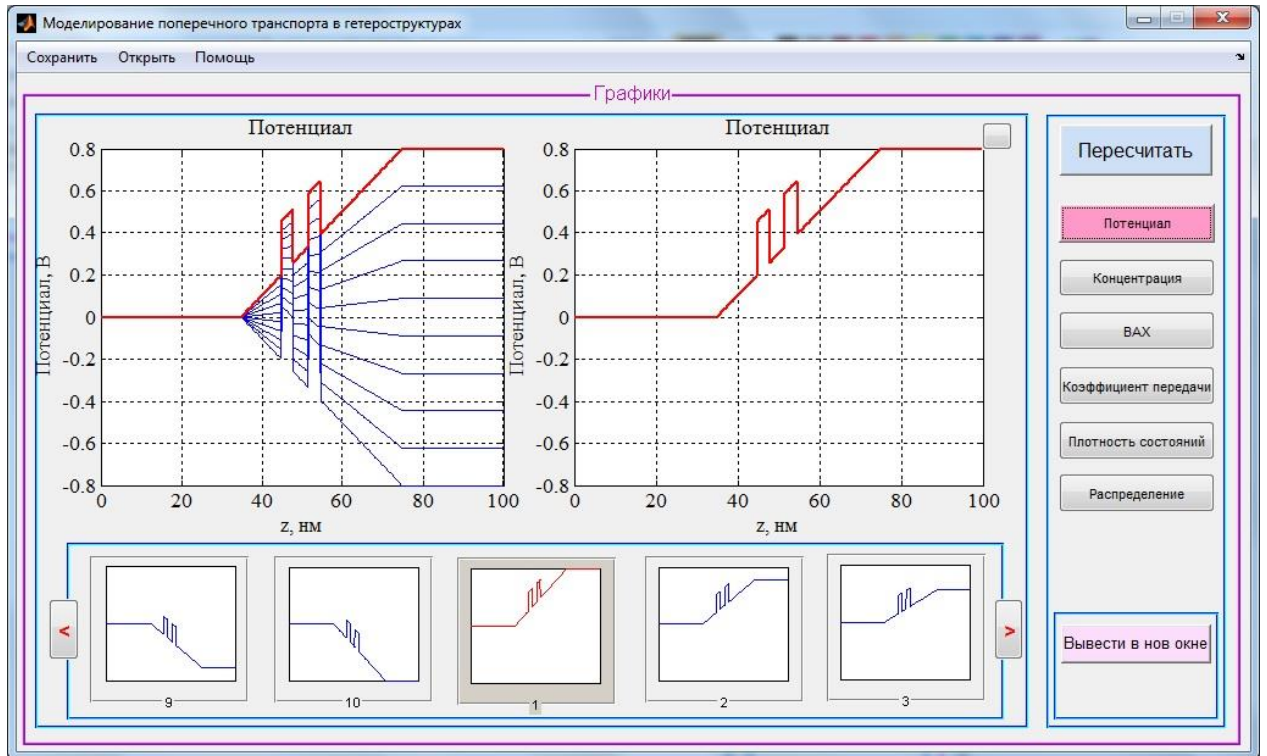 Моделирование поперечного транспорта в гетероструктурах
Сохранить Открыть Помощь
Графики
Потенциал
Потенциал, В
0.8
0.6
0.4
0.2
0
-0.2
-0.4
-0.6
-0.8
0 20 40 60 80 100
z, нм
Потенциал
Потенциал, В
0.8
0.6
0.4
0.2
0
-0.2
-0.4
-0.6
-0.8
0 20 40 60 80 100
z, нм
<
9
10
1
2
3
>
Пересчитать
Потенциал
Концентрация
ВАХ
Коэффициент передачи
Плотность состояний
Распределение
Вывести в нов окне